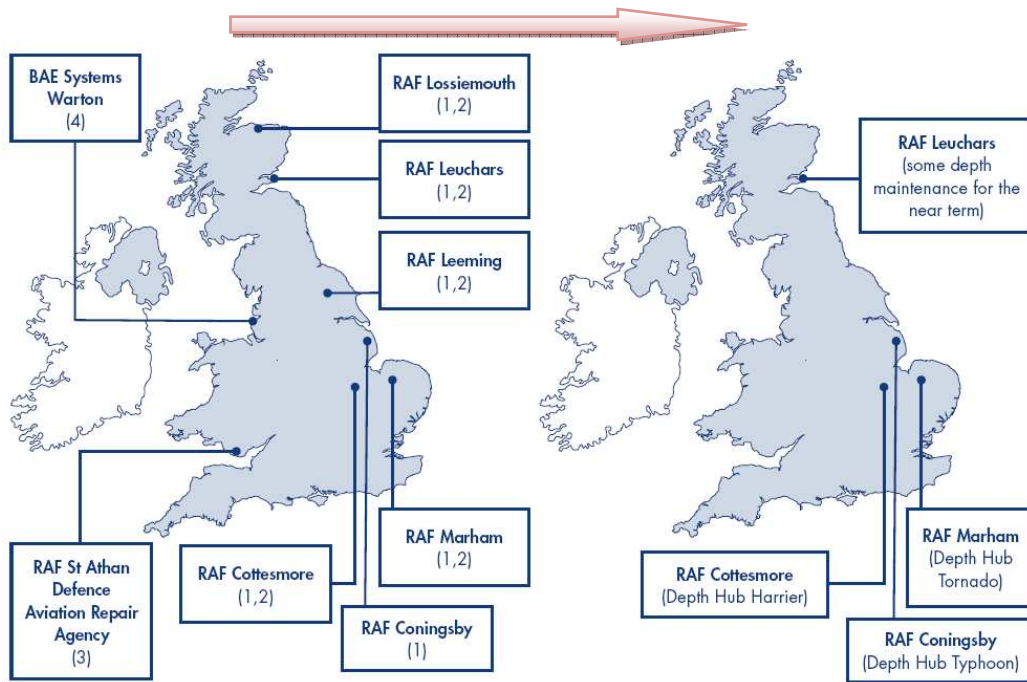 BAE Systems
Warton
(4)
RAF Lossiemouth
(1,2)
RAF Leuchars
(1,2)
RAF Leeming
(1,2)
RAF Marham
(1,2)
RAF Coningsby
(1)
RAF Cottesmore
(1,2)
RAF St Athan
Defence
Aviation Repair
Agency
(3)
RAF Leuchars
(some depth
maintenance for the
near term)
RAF Marham
(Depth Hub
Tornado)
RAF Cottesmore
(Depth Hub Harrier)
RAF Coningsby
(Depth Hub Typhoon)